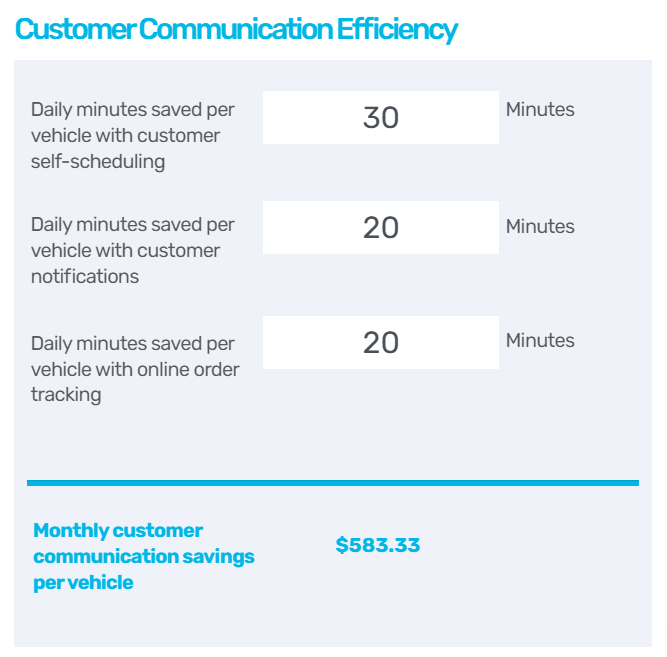 Customer Communication Efficiency
Daily minutes saved per
vehicle with customer
self-scheduling
30
Minutes
Daily minutes saved per
vehicle with customer
notifications
20
Minutes
Daily minutes saved per
vehicle with online order
tracking
20
Minutes
Monthly customer
communication savings
per vehicle
$583.33